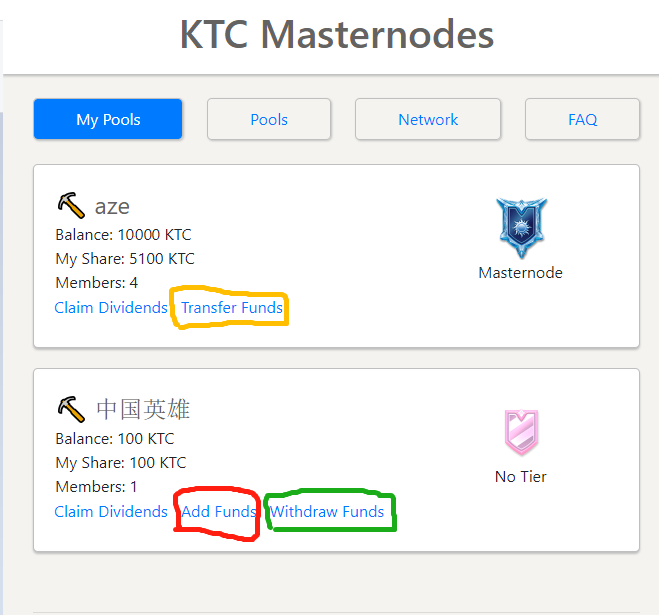 KTC Masternodes
My Pools Pools Network FAQ
aze
Balance: 10000 KTC
My Share: 5100 KTC
Members: 4
Claim Dividends Transfer Funds
Masternode
中国英雄
Balance: 100 KTC
My Share: 100 KTC
Members: 1
Claim Dividends Add Funds Withdraw Funds
No Tier